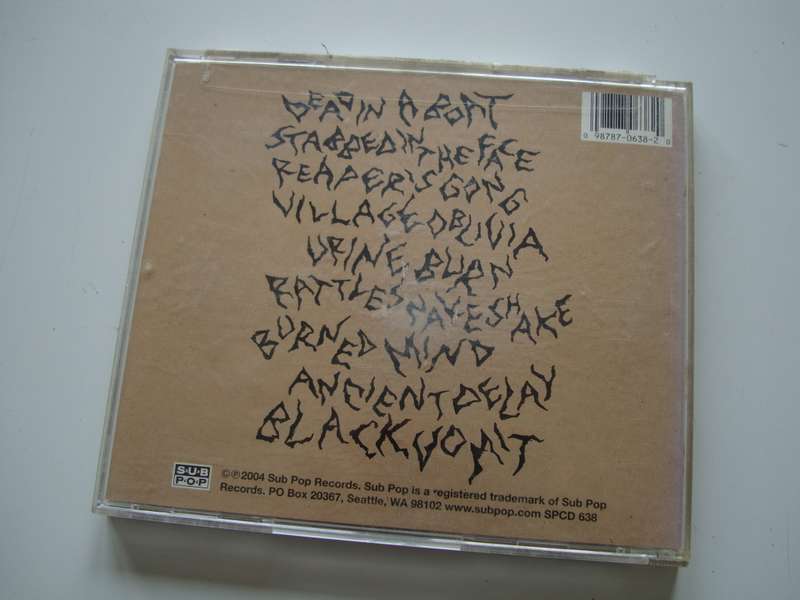 DEAD IN A BOAT
STABBED IN THE FACE
REAPER'S GONG
VILLAGE OBLIVIA
URINE BURN
RATTLESNAKE SHAKE
BURNED MIND
ANCIENT DELAY
BLACK VOMIT
0 98787-0638-2 0
SUB
POP
©℗2004 Sub Pop Records. Sub Pop is a registered trademark of Sub Pop
Records. PO Box 20367, Seattle, WA 98102 www.subpop.com SPCD 638